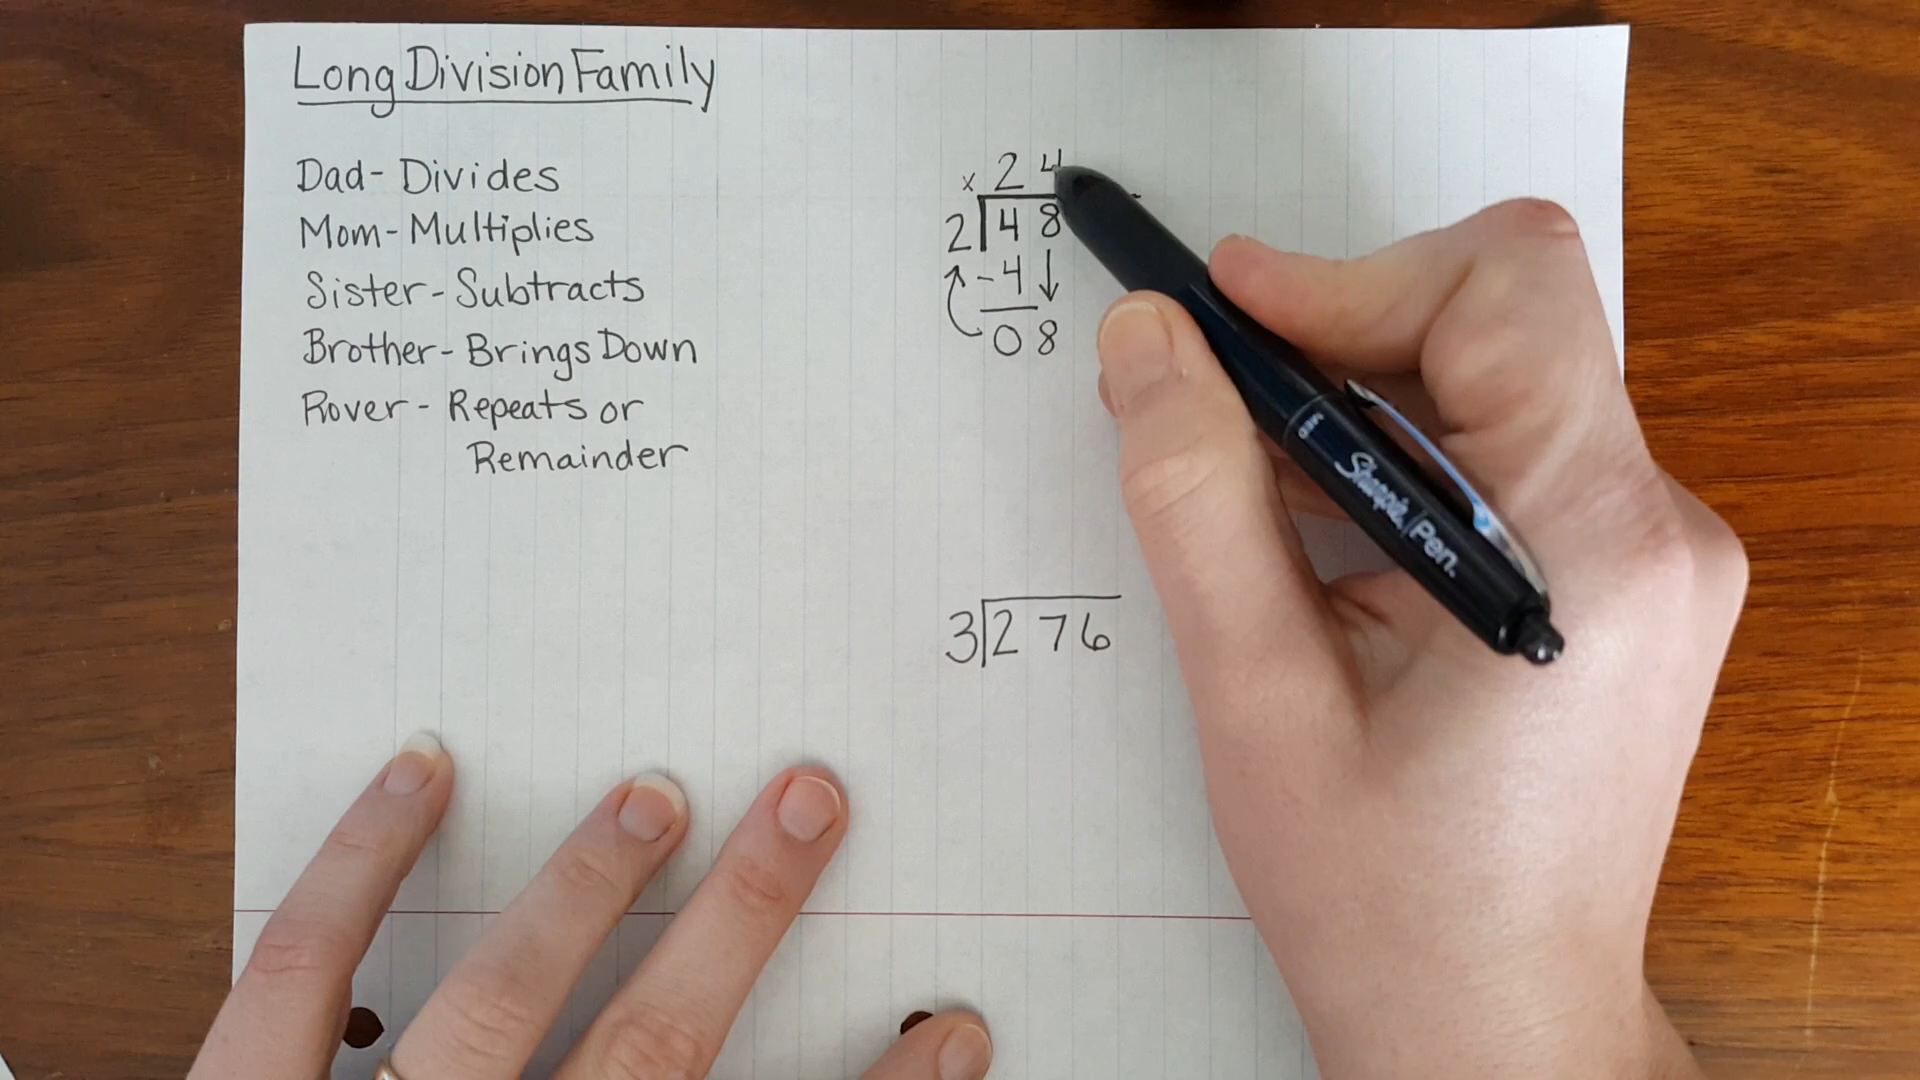 Long Division Family
Dad- Divides
Mom- Multiplies
Sister- Subtracts
Brother- Brings Down
Rover- Repeats or
Remainder
x 2 4
2 4 8
-4
0 8
3 2 7 6
MED
Sharpie Pen.